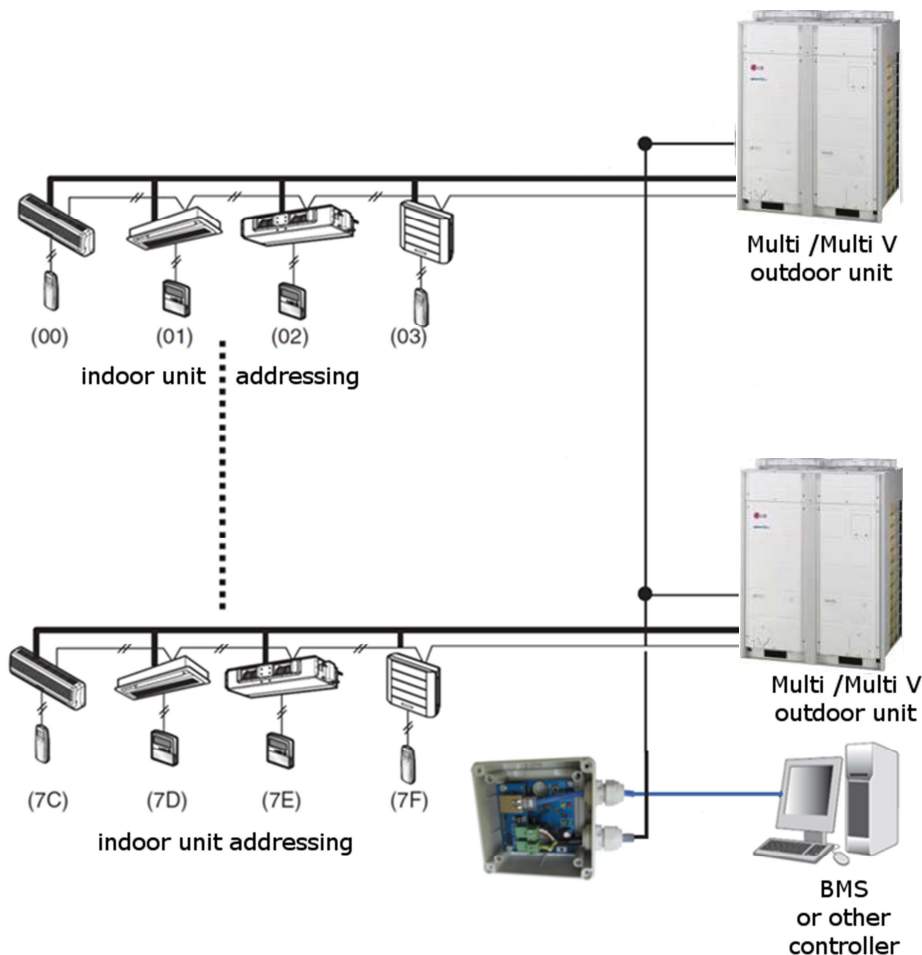 Multi /Multi V
outdoor unit
(00) (01) (02) (03)
indoor unit addressing
LG
Multi /Multi V
outdoor unit
(7C) (7D) (7E) (7F)
indoor unit addressing
BMS
or other
controller